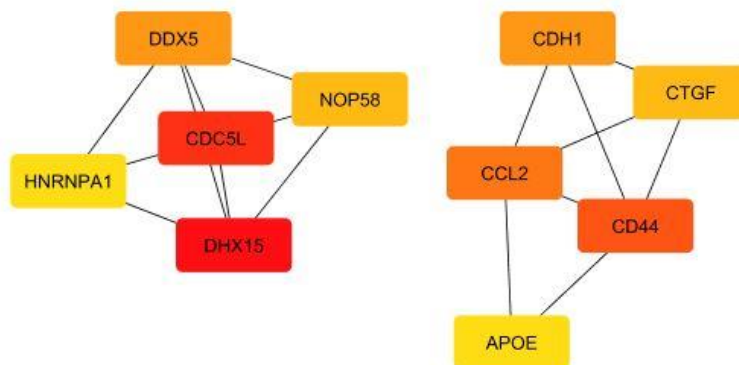 DDX5
NOP58
CDC5L
HNRNPA1
DHX15
CDH1
CTGF
CCL2
CD44
APOE